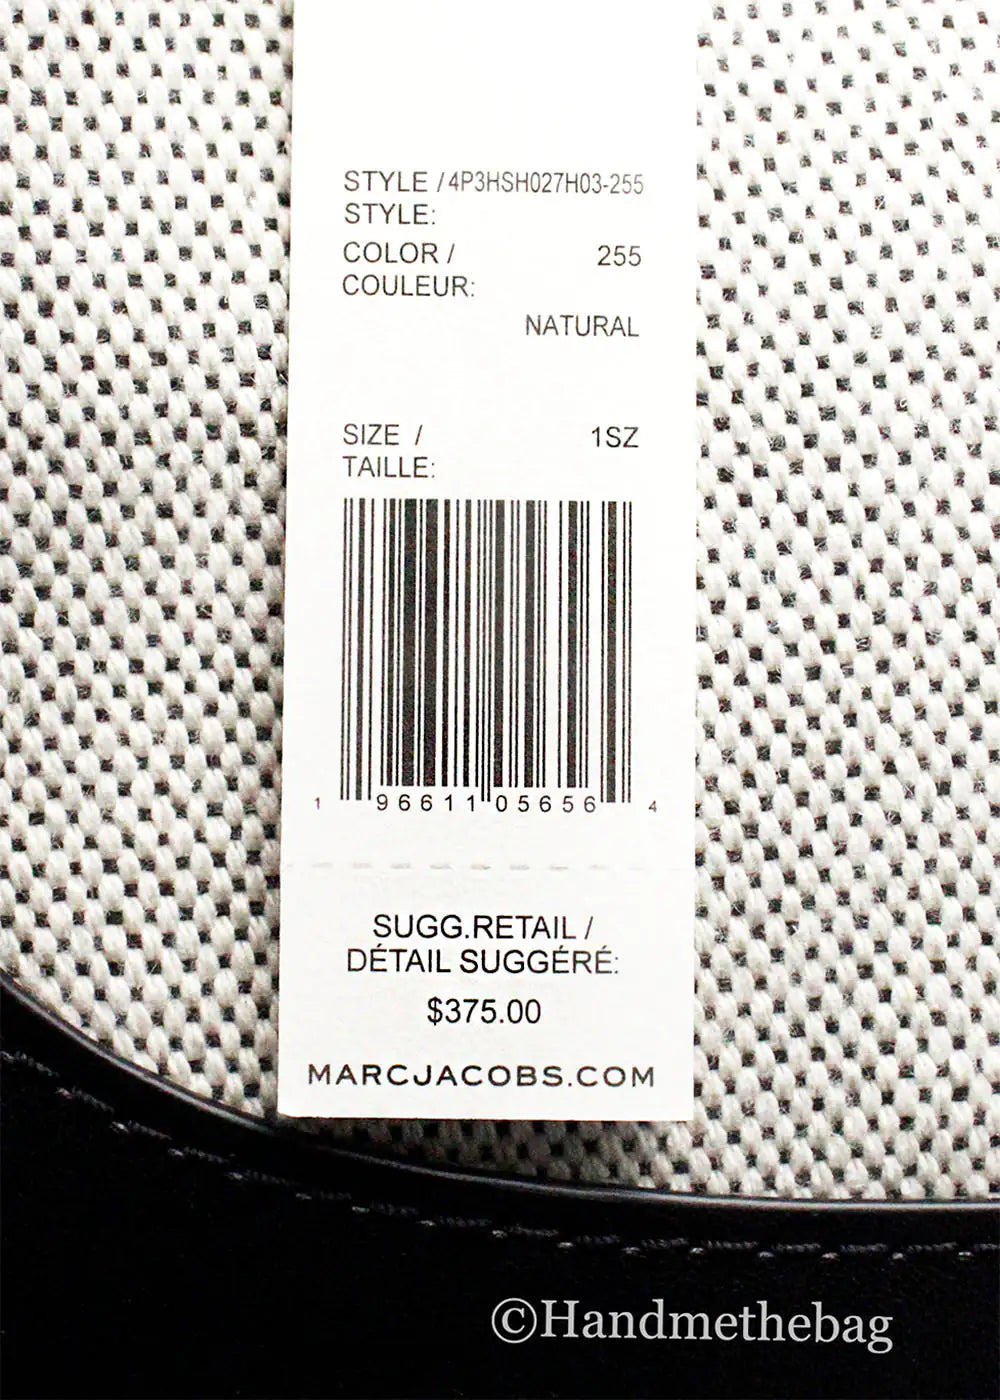 STYLE / 4P3HSH027H03-255
STYLE:
COLOR / 255
COULEUR:
NATURAL
SIZE / 1SZ
TAILLE:
1 96611 05656 4
SUGG.RETAIL /
DÉTAIL SUGGÉRÉ:
$375.00
MARCJACOBS.COM
©Handmethebag